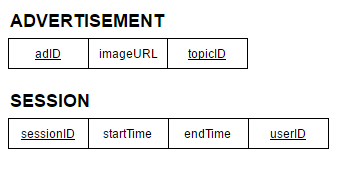 ADVERTISEMENT
adID imageURL topicID
SESSION
sessionID startTime endTime userID